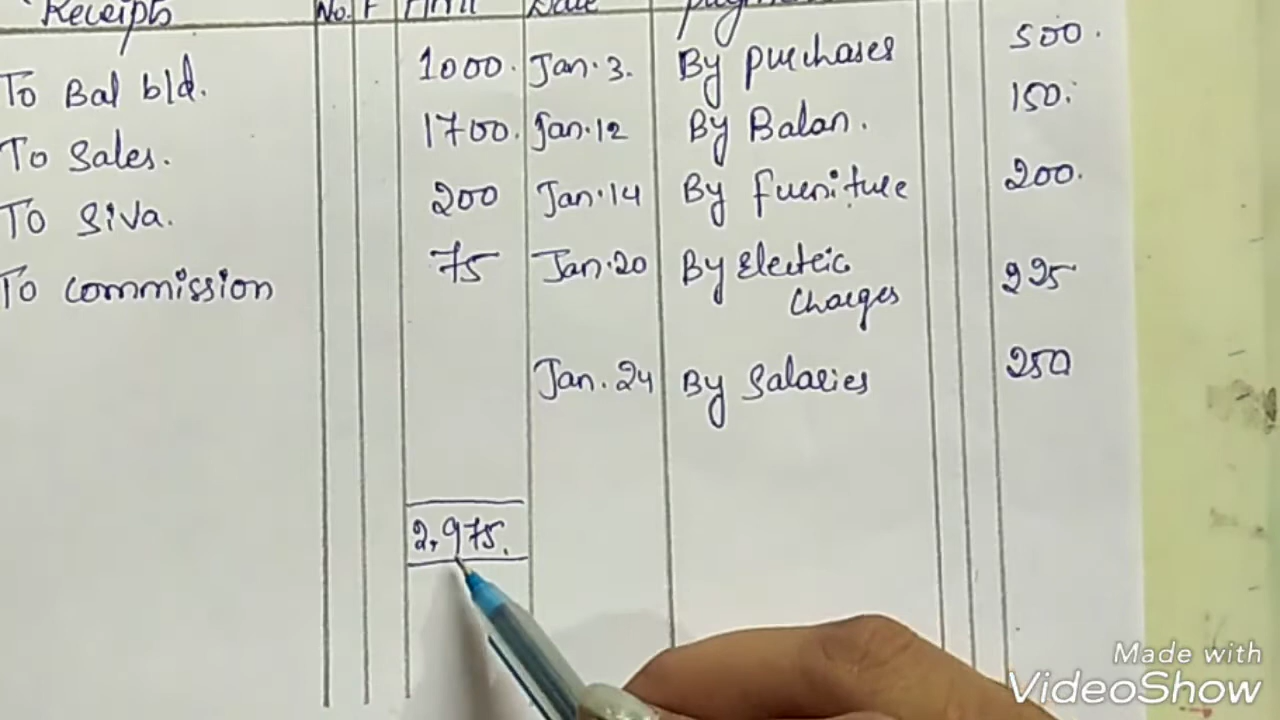 Receipts No. F Amt Date
To Bal b/d. 1000. Jan.3. By purchases 500.
To Sales. 1700. Jan.12 By Balan. 150.
To Siva. 200 Jan.14 By furniture 200.
To commission 75 Jan.20 By Electric 225
charges
Jan. 24 By Salaries 250
2,975.
Made with
VideoShow